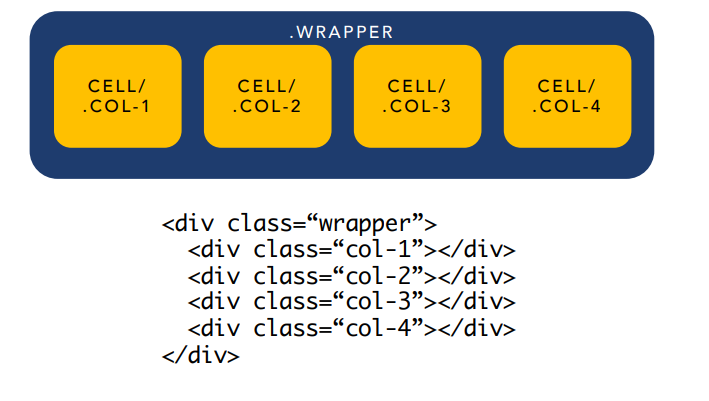 .WRAPPER
CELL/
.COL-1
CELL/
.COL-2
CELL/
.COL-3
CELL/
.COL-4
<div class=“wrapper”>
  <div class=“col-1”></div>
  <div class=“col-2”></div>
  <div class=“col-3”></div>
  <div class=“col-4”></div>
</div>